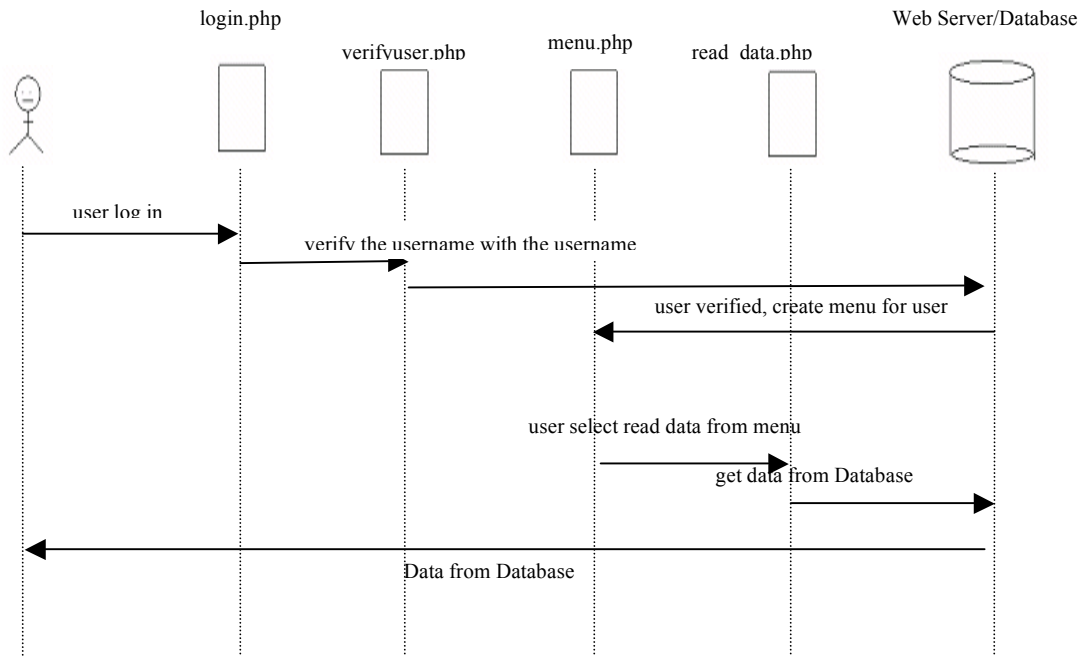 login.php
Web Server/Database
verifyuser.php
menu.php
read_data.php
user log in
verify the username with the username
user verified, create menu for user
user select read data from menu
get data from Database
Data from Database